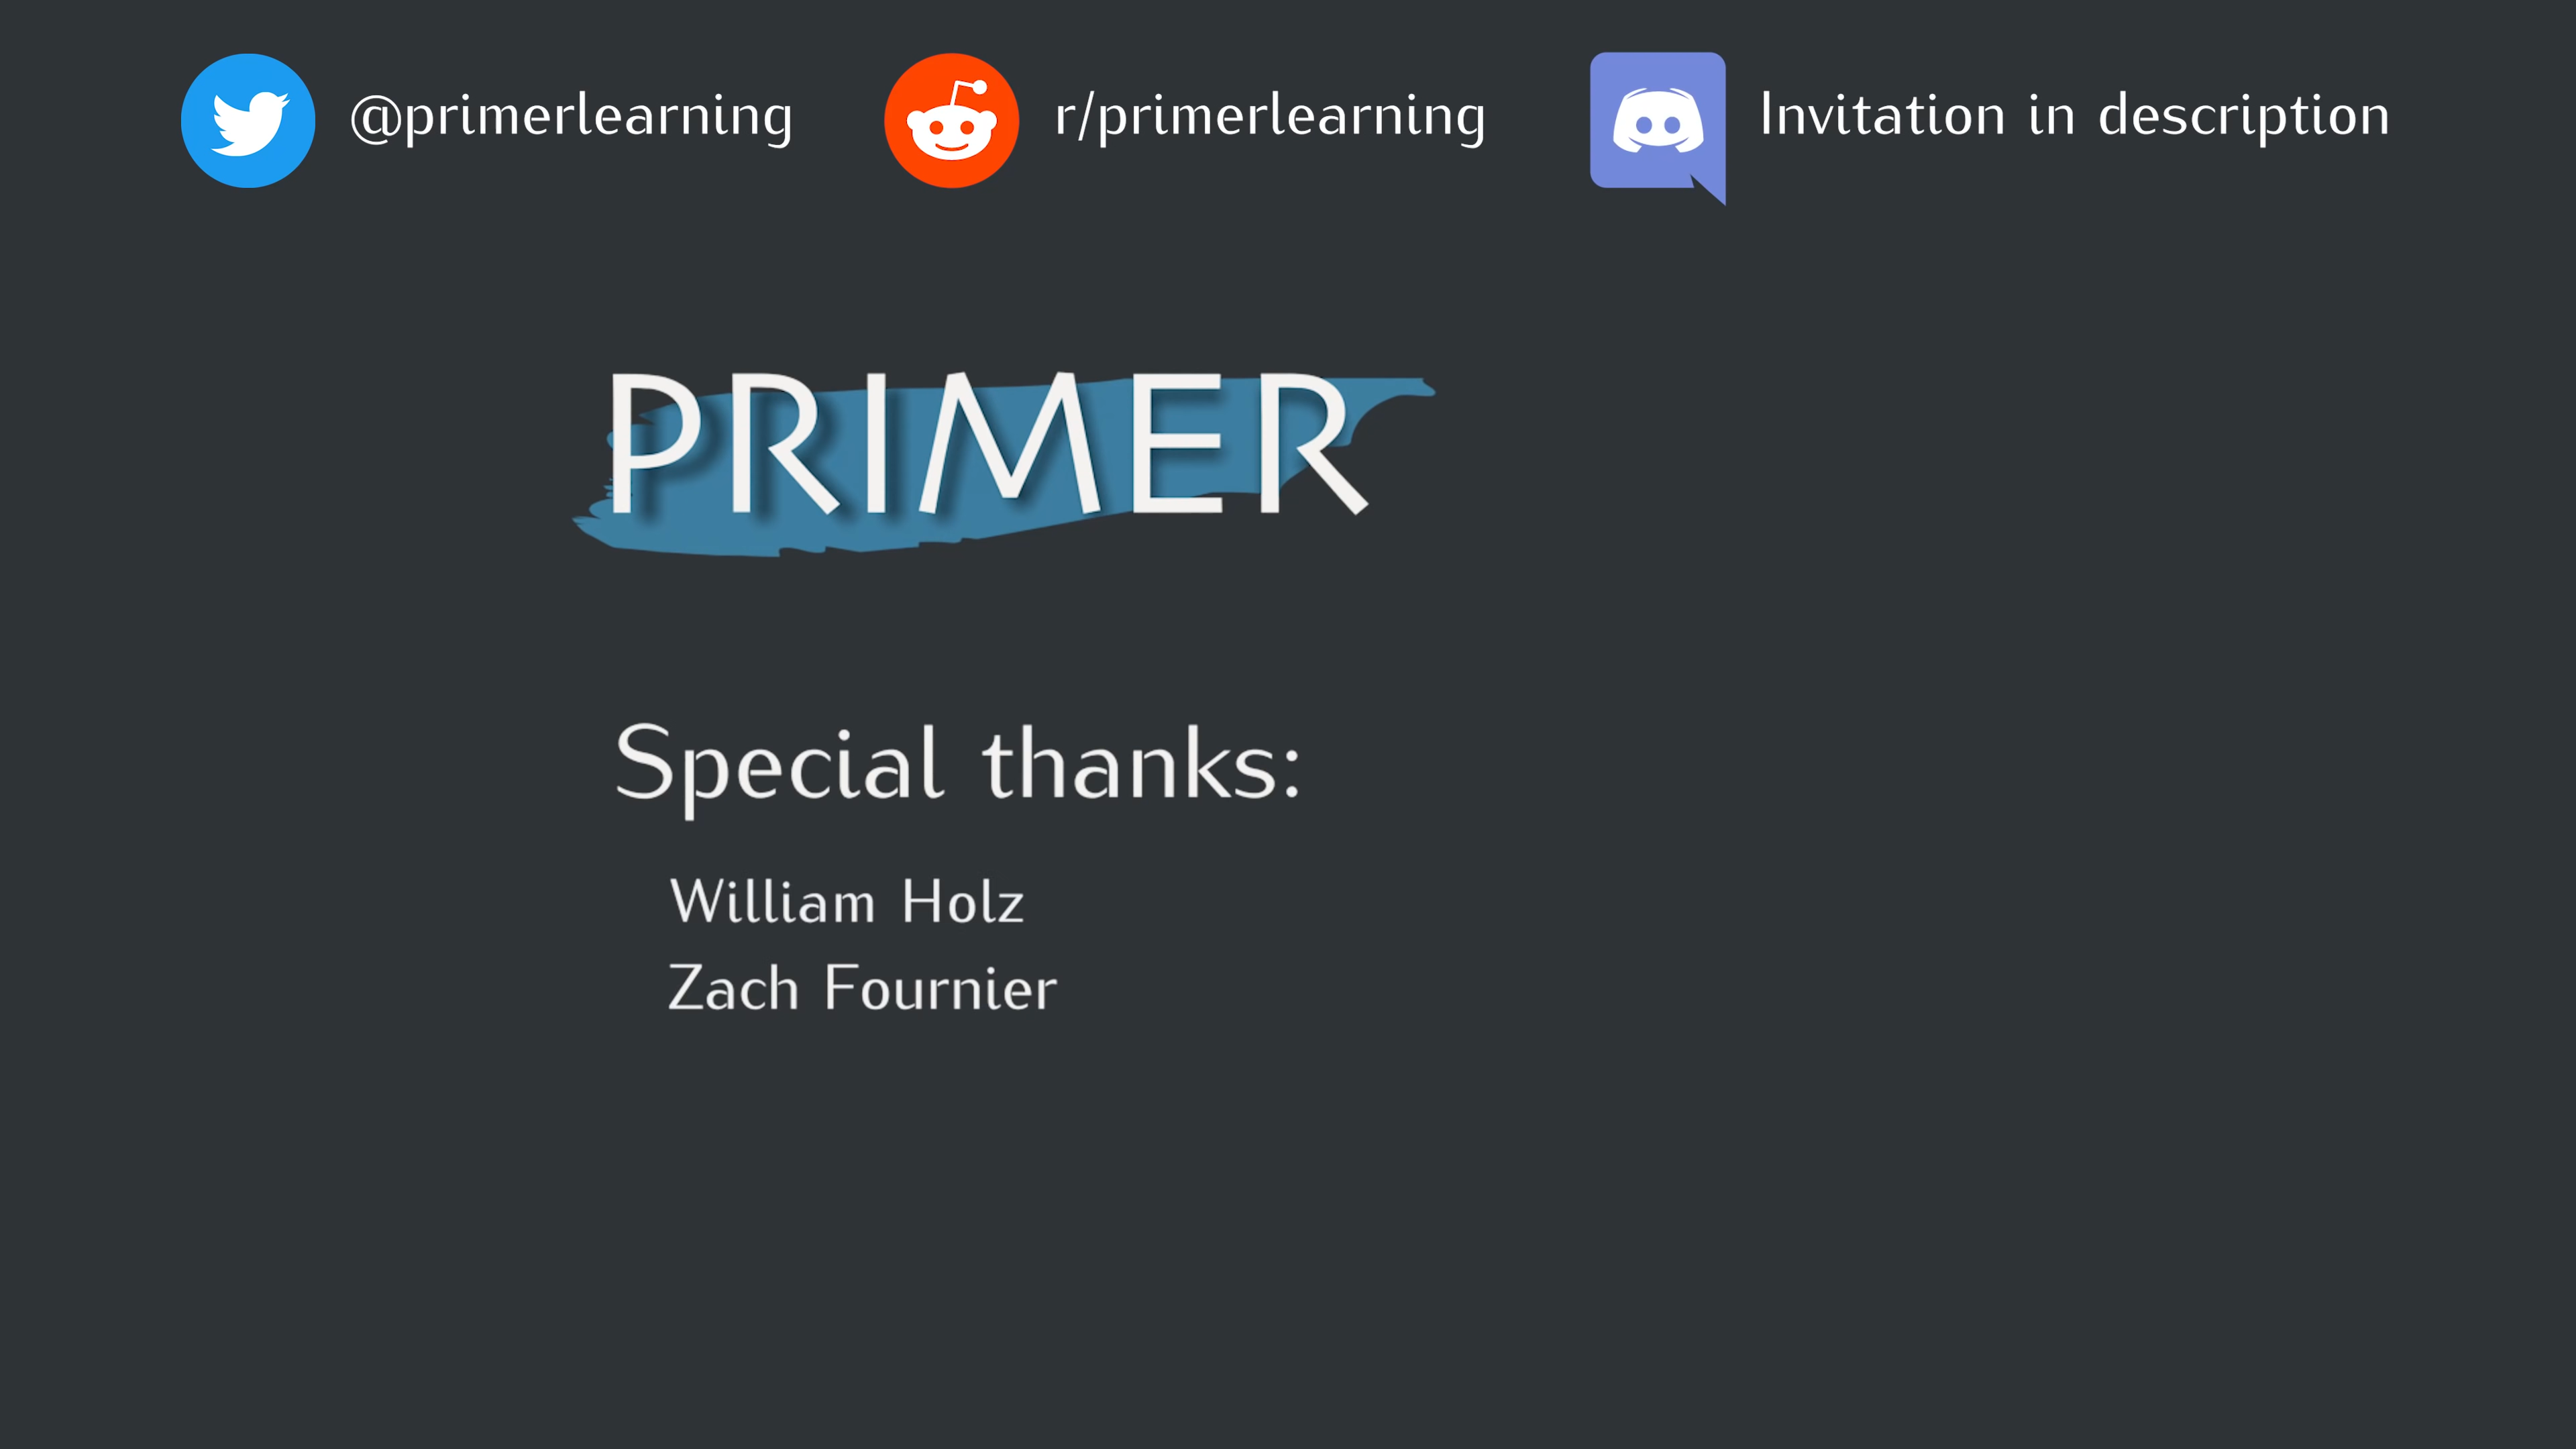 @primerlearning r/primerlearning Invitation in description
PRIMER
Special thanks:
William Holz
Zach Fournier